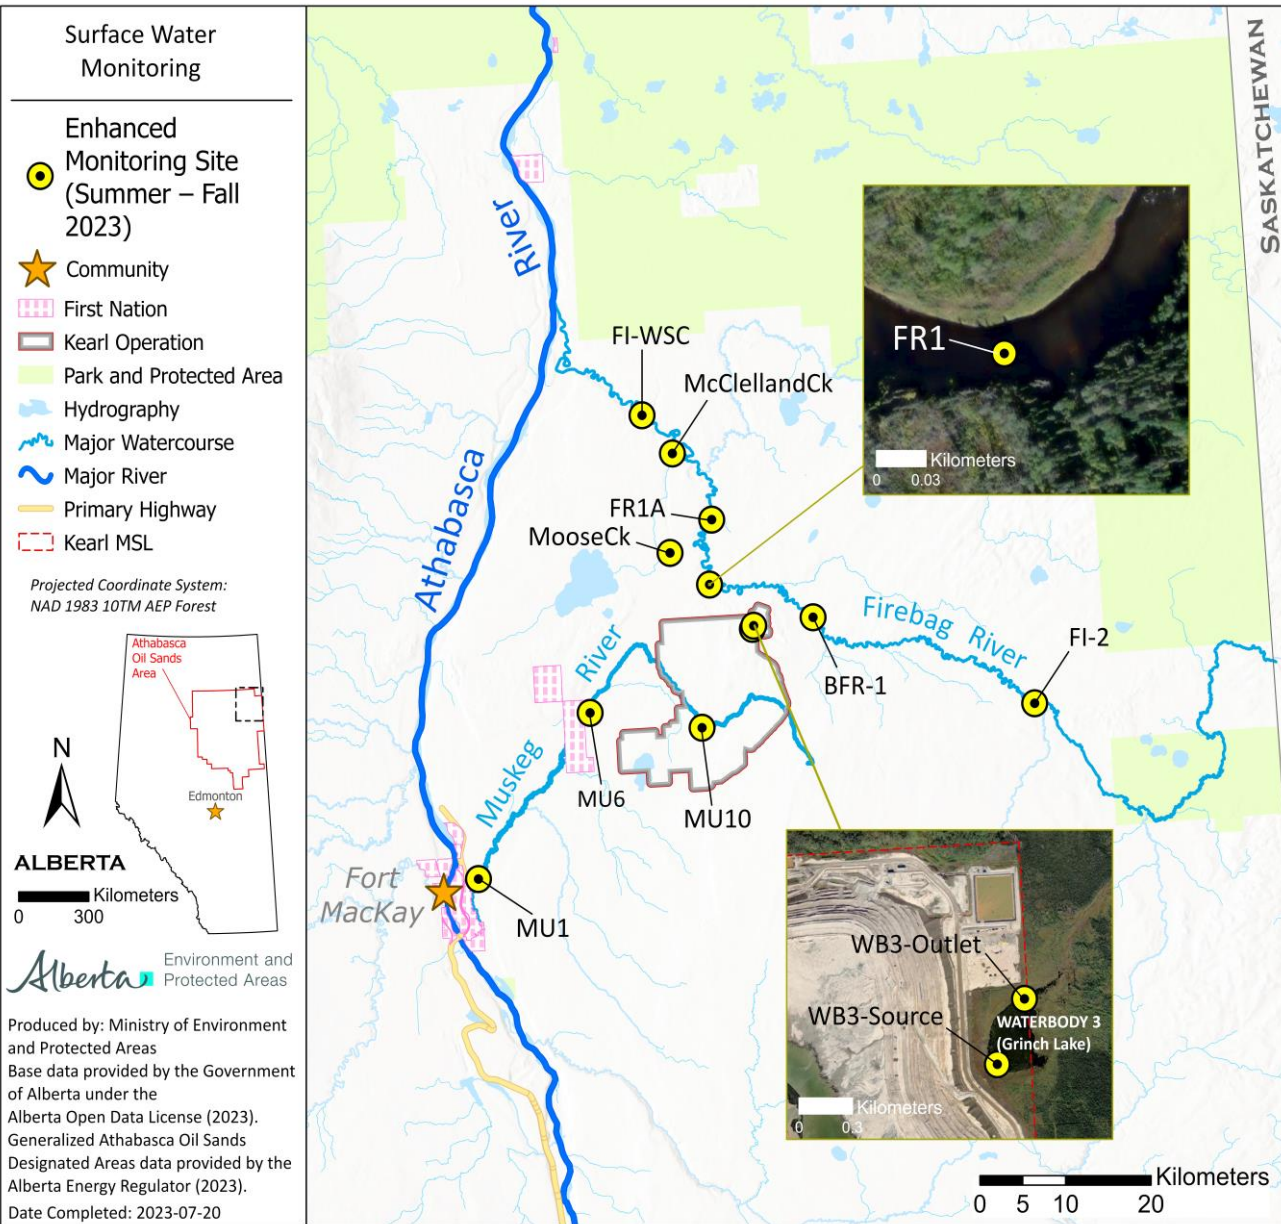 Surface Water
Monitoring
Enhanced
Monitoring Site
(Summer – Fall
2023)
Community
First Nation
Kearl Operation
Park and Protected Area
Hydrography
Major Watercourse
Major River
Primary Highway
Kearl MSL
Projected Coordinate System:
NAD 1983 10TM AEP Forest
Athabasca
Oil Sands
Area
N
Edmonton
ALBERTA
Kilometers
0 300
Alberta
Environment and
Protected Areas
Produced by: Ministry of Environment
and Protected Areas
Base data provided by the Government
of Alberta under the
Alberta Open Data License (2023).
Generalized Athabasca Oil Sands
Designated Areas data provided by the
Alberta Energy Regulator (2023).
Date Completed: 2023-07-20
SASKATCHEWAN
River
Athabasca
FI-WSC
McClellandCk
FR1A
MooseCk
FR1
Kilometers
0 0.03
Firebag River
FI-2
BFR-1
River
Muskeg
MU6
MU10
Fort
MacKay
MU1
WB3-Outlet
WB3-Source
WATERBODY 3
(Grinch Lake)
Kilometers
0 0.3
Kilometers
0 5 10 20